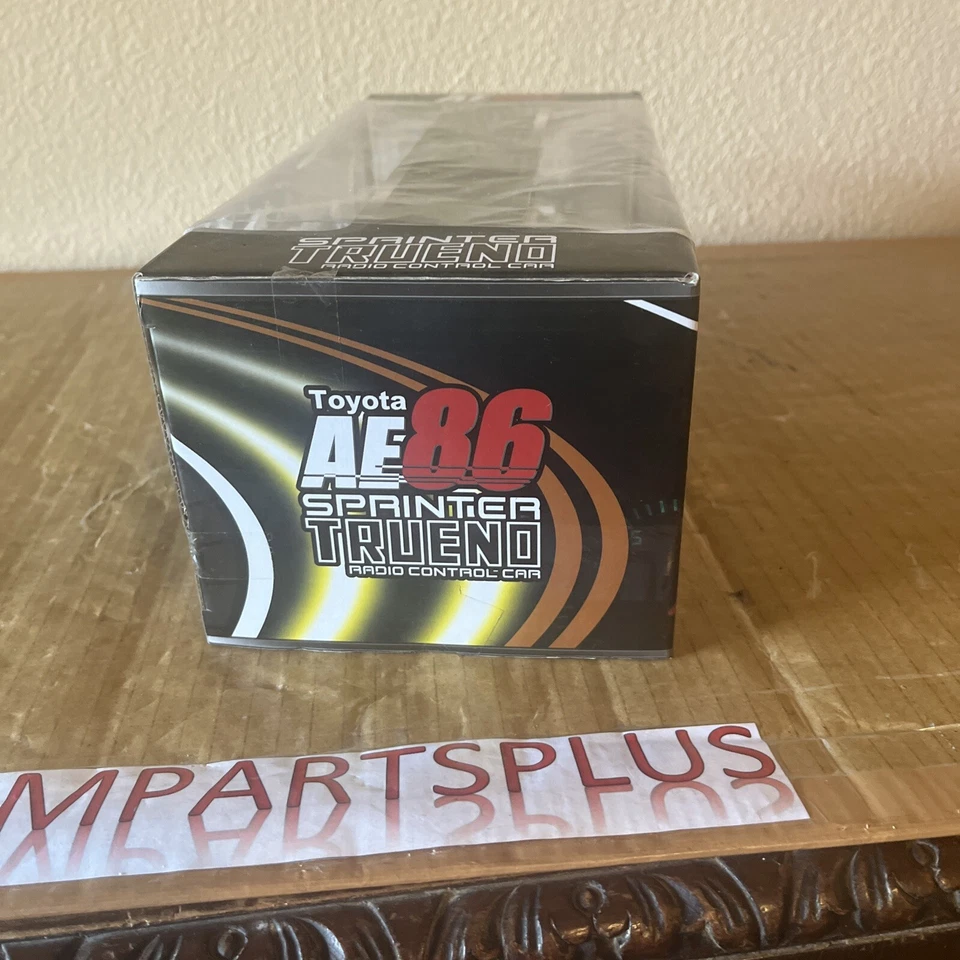 SPRINTER
TRUENO
RADIO CONTROL CAR
Toyota
AE86
SPRINTER
TRUENO
RADIO CONTROL CAR
MPARTSPLUS